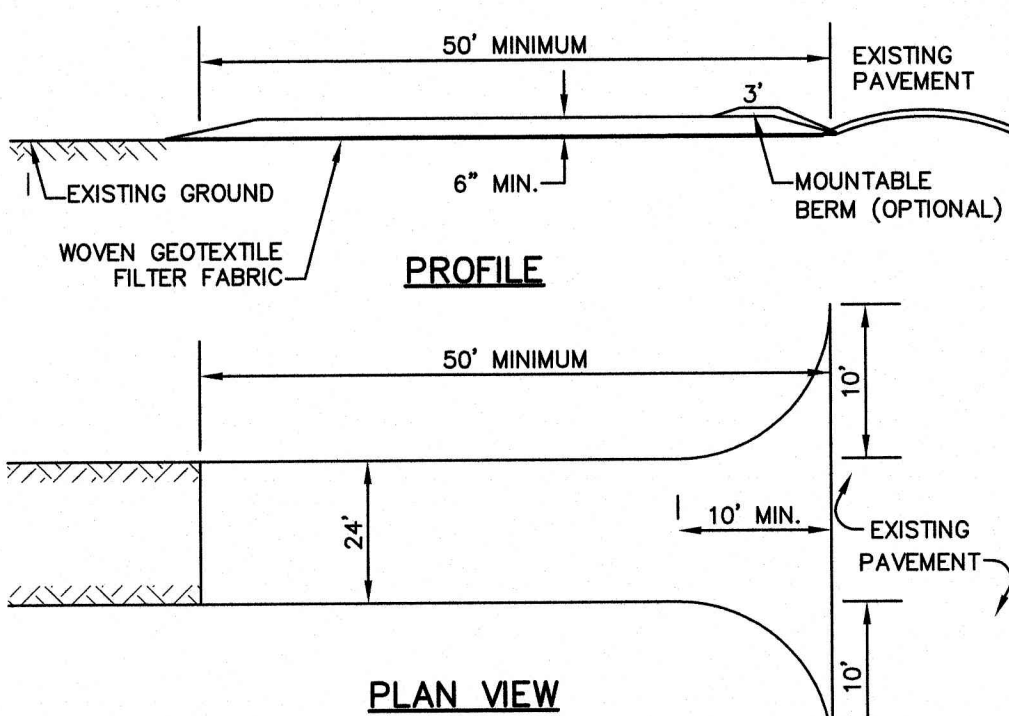 50' MINIMUM
EXISTING
PAVEMENT
3'
EXISTING GROUND
6" MIN.
MOUNTABLE
BERM (OPTIONAL)
WOVEN GEOTEXTILE
FILTER FABRIC
PROFILE
50' MINIMUM
10'
24'
10' MIN.
EXISTING
PAVEMENT
10'
PLAN VIEW